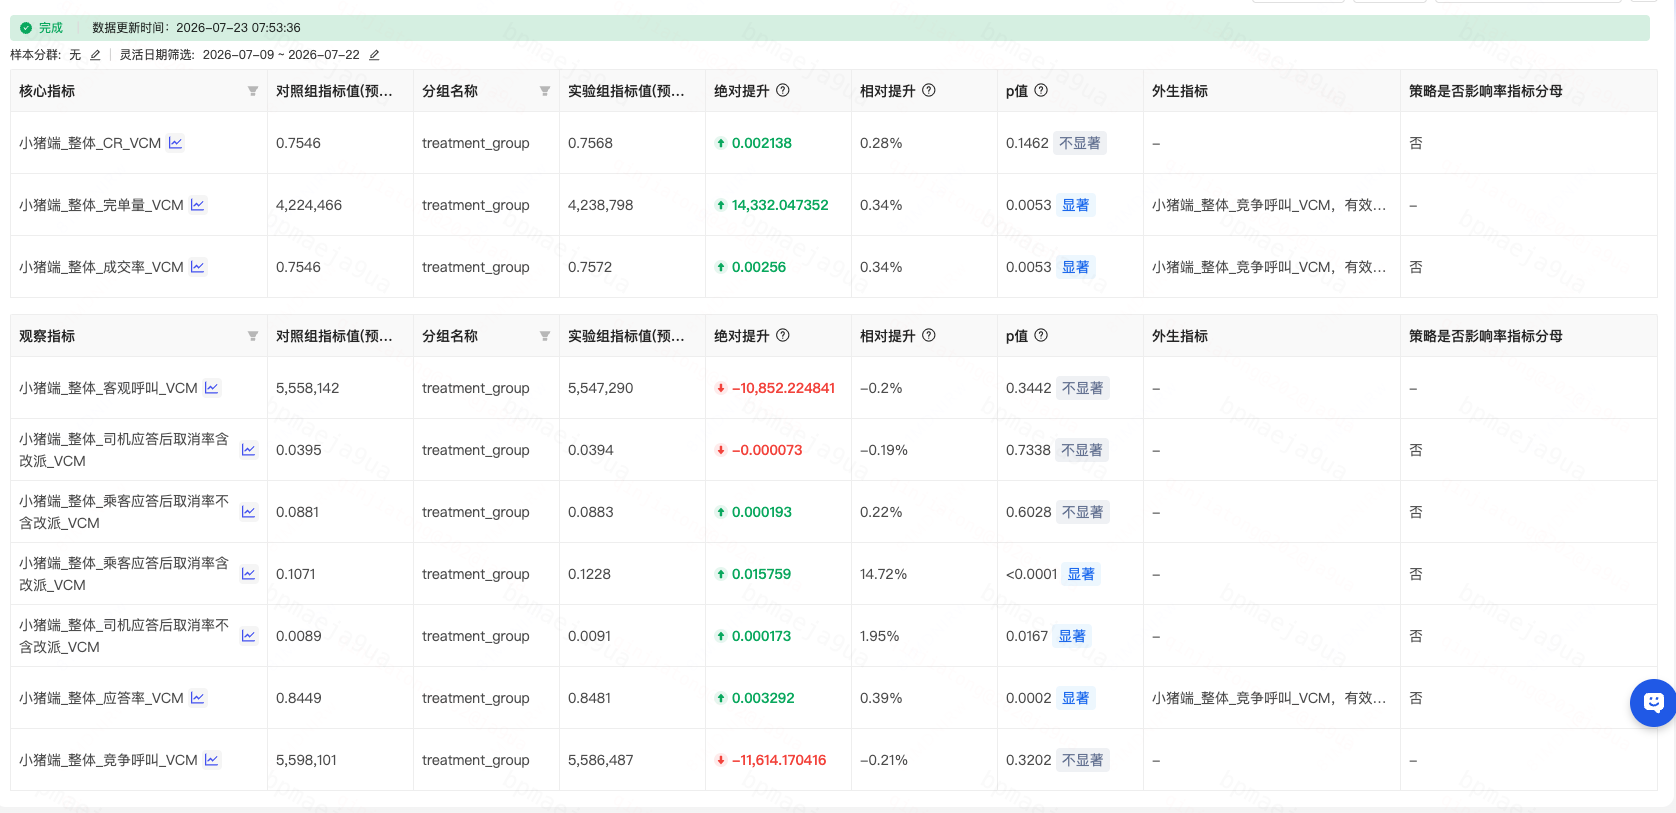 完成 数据更新时间：2026-07-23 07:53:36
样本分群: 无 灵活日期筛选: 2026-07-09 ~ 2026-07-22
核心指标 对照组指标值(预... 分组名称 实验组指标值(预... 绝对提升 相对提升 p值 外生指标 策略是否影响率指标分母
小猪端_整体_CR_VCM 0.7546 treatment_group 0.7568 0.002138 0.28% 0.1462 不显著 – 否
小猪端_整体_完单量_VCM 4,224,466 treatment_group 4,238,798 14,332.047352 0.34% 0.0053 显著 小猪端_整体_竞争呼叫_VCM，有效... –
小猪端_整体_成交率_VCM 0.7546 treatment_group 0.7572 0.00256 0.34% 0.0053 显著 小猪端_整体_竞争呼叫_VCM，有效... 否
观察指标 对照组指标值(预... 分组名称 实验组指标值(预... 绝对提升 相对提升 p值 外生指标 策略是否影响率指标分母
小猪端_整体_客观呼叫_VCM 5,558,142 treatment_group 5,547,290 −10,852.224841 −0.2% 0.3442 不显著 – –
小猪端_整体_司机应答后取消率含
改派_VCM 0.0395 treatment_group 0.0394 −0.000073 −0.19% 0.7338 不显著 – 否
小猪端_整体_乘客应答后取消率不
含改派_VCM 0.0881 treatment_group 0.0883 0.000193 0.22% 0.6028 不显著 – 否
小猪端_整体_乘客应答后取消率含
改派_VCM 0.1071 treatment_group 0.1228 0.015759 14.72% <0.0001 显著 – 否
小猪端_整体_司机应答后取消率不
含改派_VCM 0.0089 treatment_group 0.0091 0.000173 1.95% 0.0167 显著 – 否
小猪端_整体_应答率_VCM 0.8449 treatment_group 0.8481 0.003292 0.39% 0.0002 显著 小猪端_整体_竞争呼叫_VCM，有效... 否
小猪端_整体_竞争呼叫_VCM 5,598,101 treatment_group 5,586,487 −11,614.170416 −0.21% 0.3202 不显著 – –